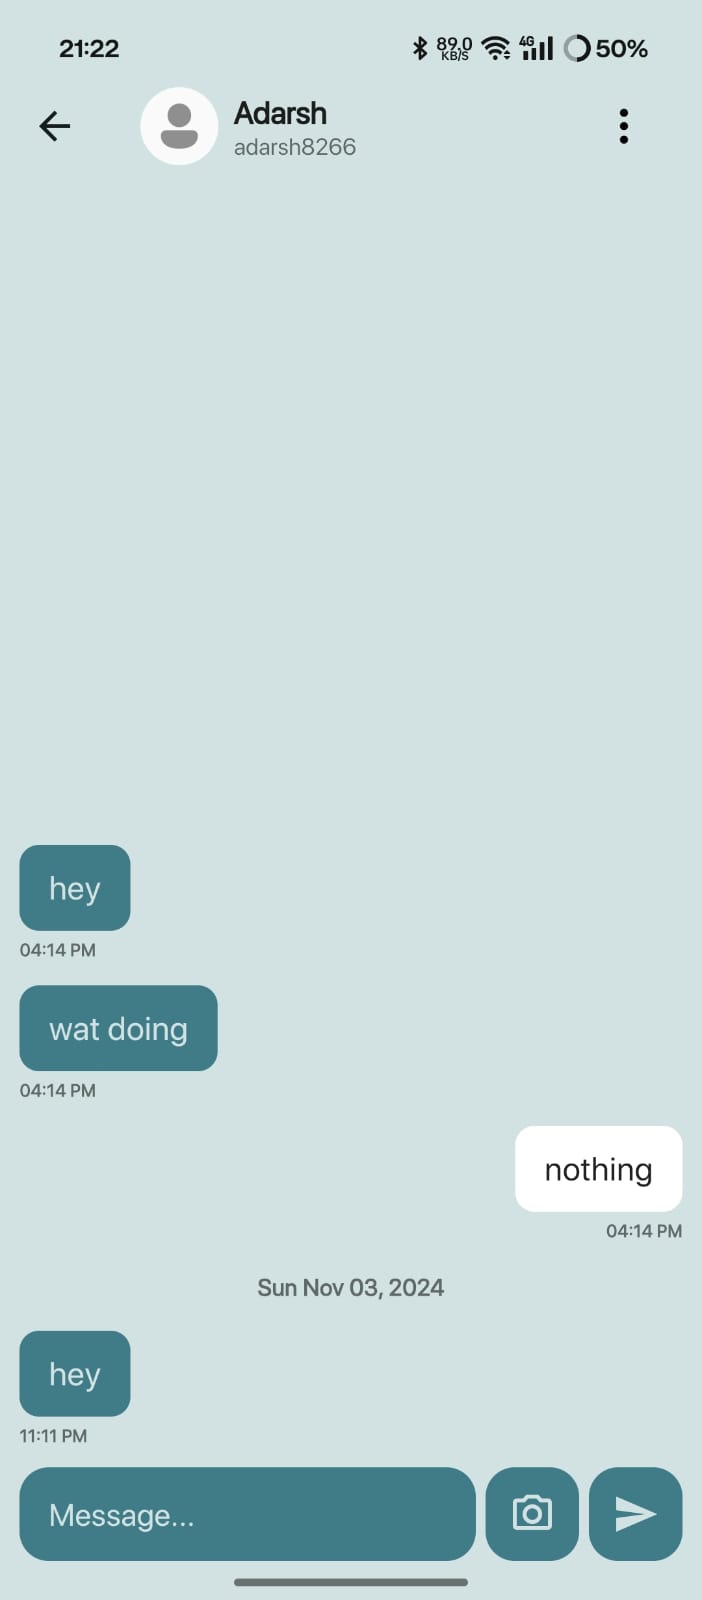 21:22
89.0 KB/S 4G 50%
Adarsh
adarsh8266
hey
04:14 PM
wat doing
04:14 PM
nothing
04:14 PM
Sun Nov 03, 2024
hey
11:11 PM
Message...